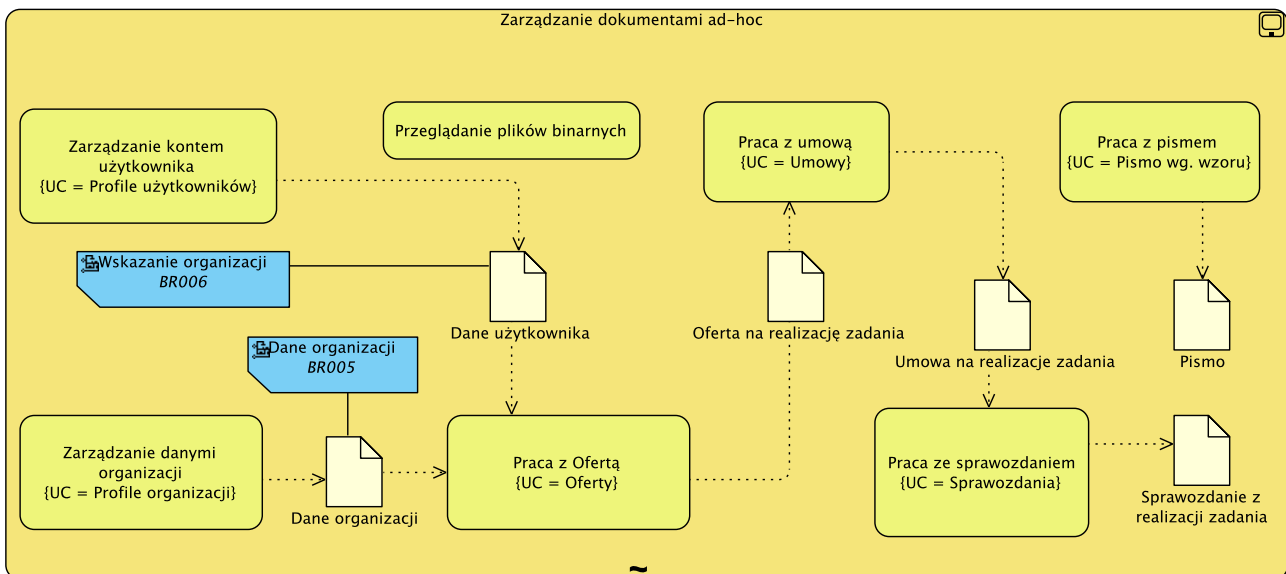 Zarządzanie dokumentami ad-hoc
Zarządzanie kontem
użytkownika
{UC = Profile użytkowników}
Przeglądanie plików binarnych
Praca z umową
{UC = Umowy}
Praca z pismem
{UC = Pismo wg. wzoru}
Wskazanie organizacji
BR006
Dane użytkownika
Oferta na realizację zadania
Umowa na realizacje zadania
Pismo
Dane organizacji
BR005
Zarządzanie danymi
organizacji
{UC = Profile organizacji}
Dane organizacji
Praca z Ofertą
{UC = Oferty}
Praca ze sprawozdaniem
{UC = Sprawozdania}
Sprawozdanie z
realizacji zadania
~